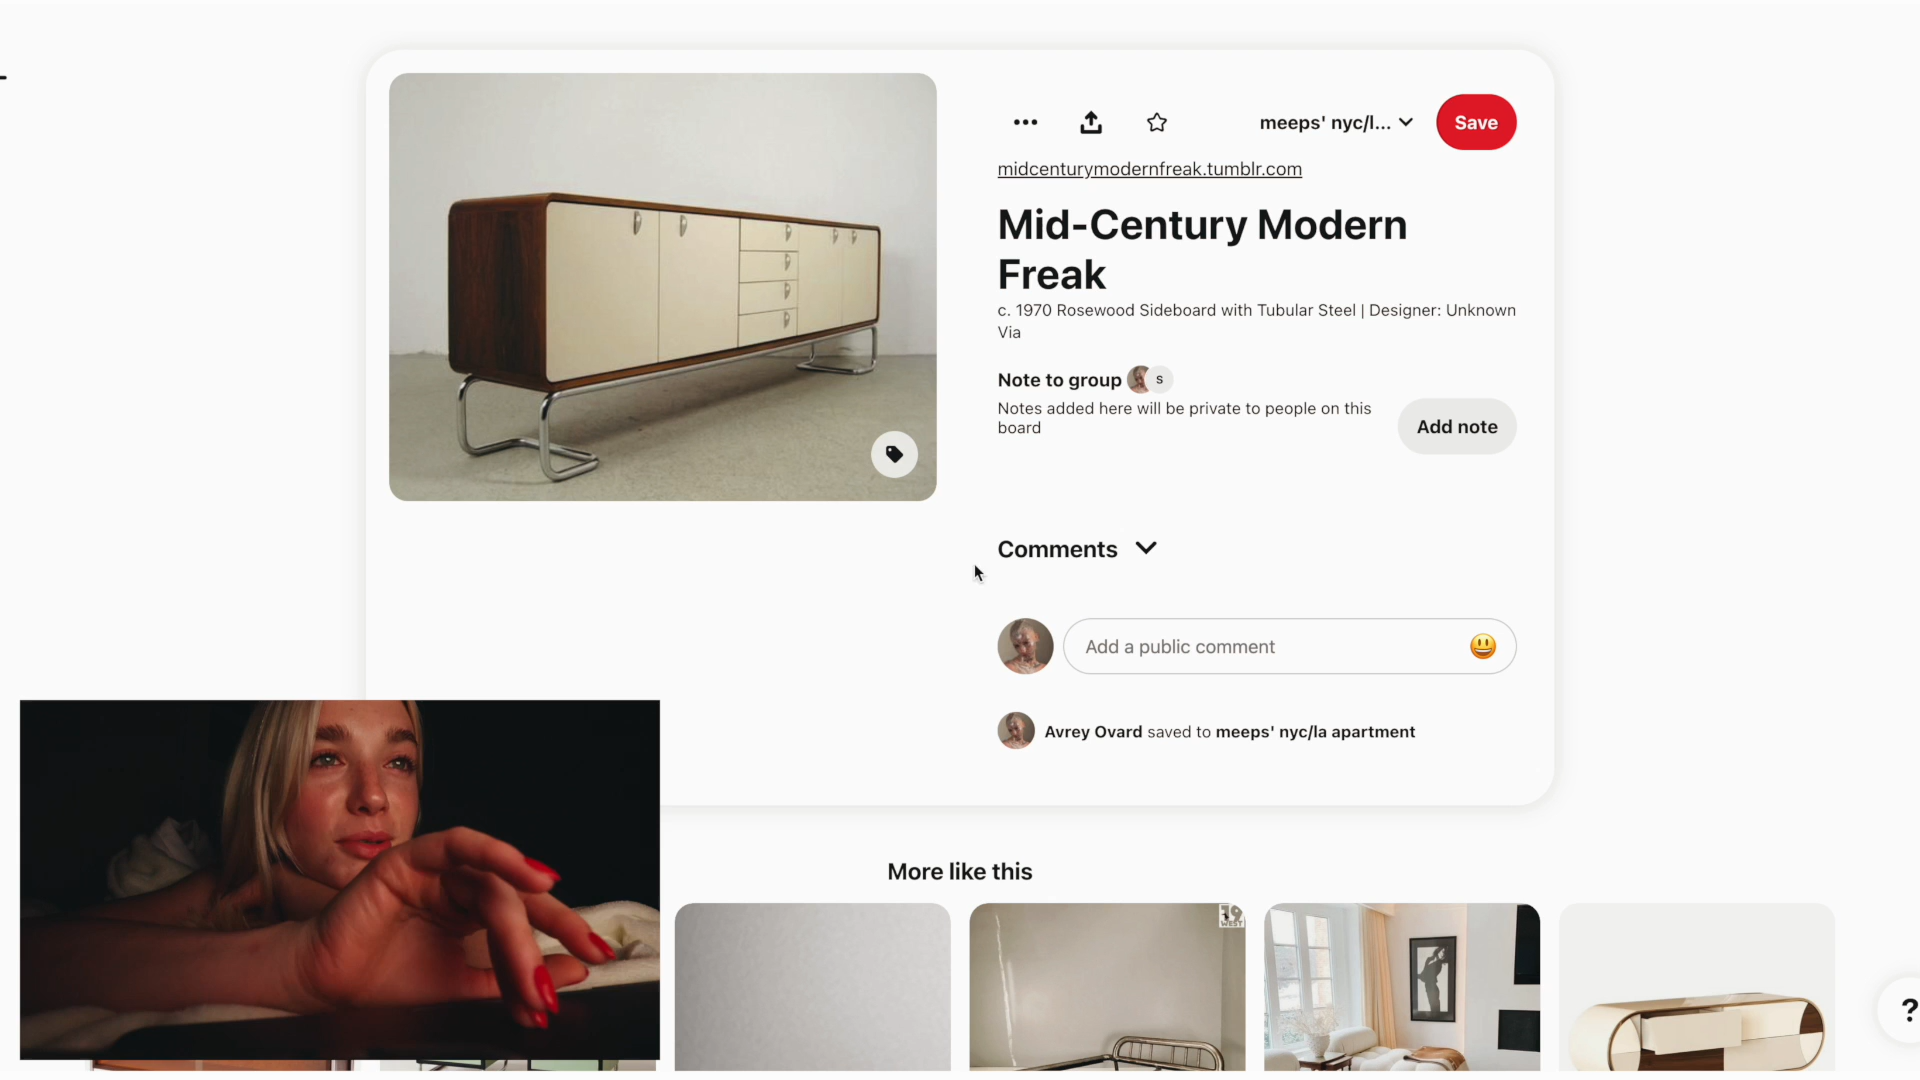 meeps' nyc/l...
Save
midcenturymodernfreak.tumblr.com
Mid-Century Modern
Freak
c. 1970 Rosewood Sideboard with Tubular Steel | Designer: Unknown
Via
Note to group
S
Notes added here will be private to people on this
board
Add note
Comments
Add a public comment
Avrey Ovard saved to meeps' nyc/la apartment
More like this
19
WEST
?